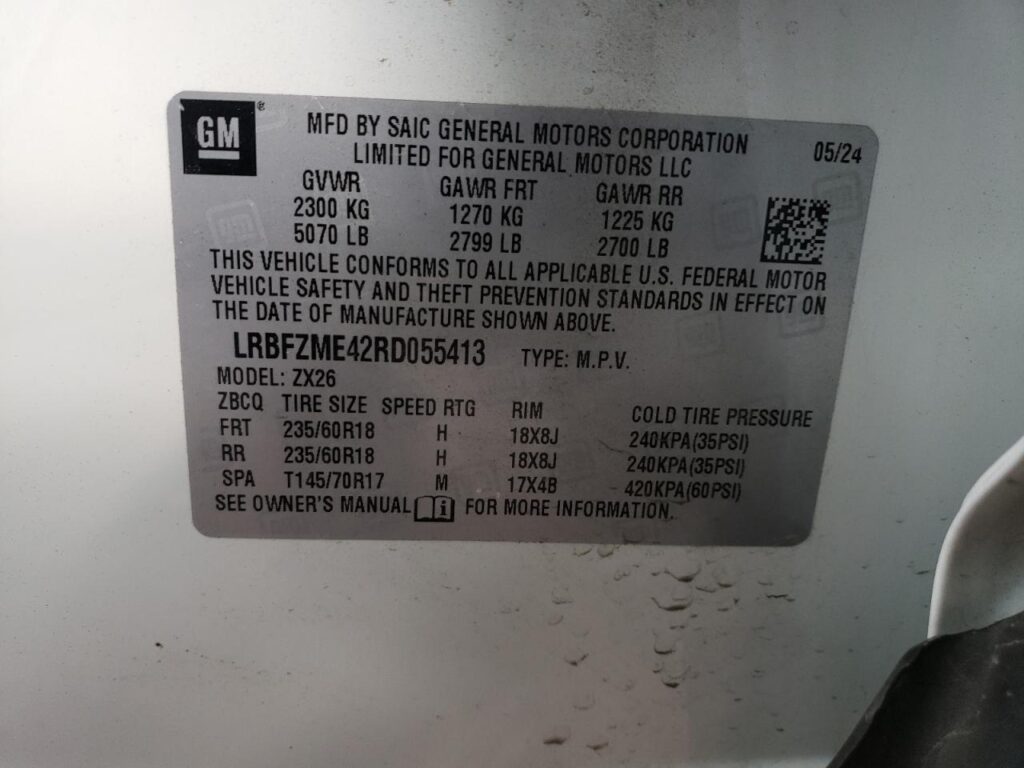 GM ®
MFD BY SAIC GENERAL MOTORS CORPORATION
LIMITED FOR GENERAL MOTORS LLC
05/24
GVWR GAWR FRT GAWR RR
2300 KG 1270 KG 1225 KG
5070 LB 2799 LB 2700 LB
THIS VEHICLE CONFORMS TO ALL APPLICABLE U.S. FEDERAL MOTOR
VEHICLE SAFETY AND THEFT PREVENTION STANDARDS IN EFFECT ON
THE DATE OF MANUFACTURE SHOWN ABOVE.
LRBFZME42RD055413 TYPE: M.P.V.
MODEL: ZX26
ZBCQ TIRE SIZE SPEED RTG RIM COLD TIRE PRESSURE
FRT 235/60R18 H 18X8J 240KPA(35PSI)
RR 235/60R18 H 18X8J 240KPA(35PSI)
SPA T145/70R17 M 17X4B 420KPA(60PSI)
SEE OWNER'S MANUAL i FOR MORE INFORMATION.